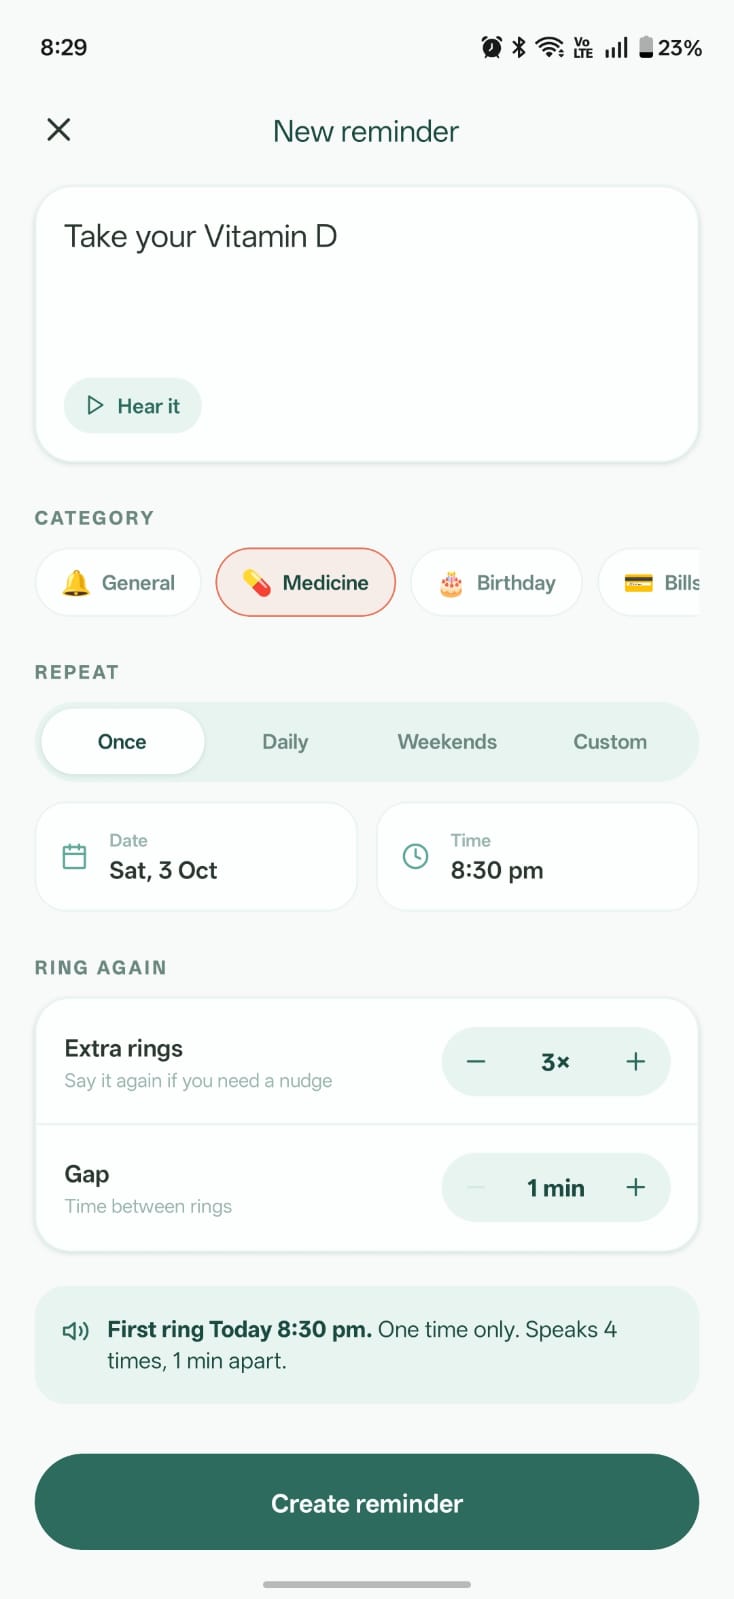 8:29
Vo LTE
23%
New reminder
Take your Vitamin D
Hear it
CATEGORY
General
Medicine
Birthday
Bills
REPEAT
Once
Daily
Weekends
Custom
Date
Sat, 3 Oct
Time
8:30 pm
RING AGAIN
Extra rings
Say it again if you need a nudge
3×
Gap
Time between rings
1 min
First ring Today 8:30 pm. One time only. Speaks 4
times, 1 min apart.
Create reminder